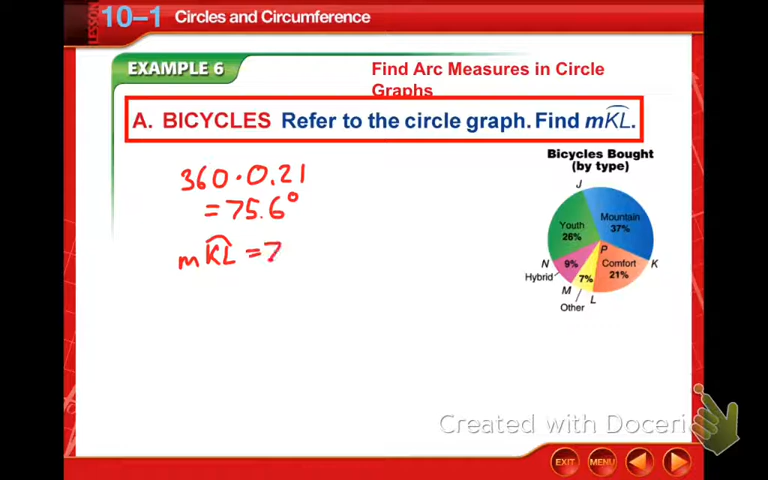 LESSON 10–1 Circles and Circumference
EXAMPLE 6
Find Arc Measures in Circle
Graphs
A. BICYCLES Refer to the circle graph. Find mKL.
360 · 0.21
= 75.6°
mKL = 7
Bicycles Bought
(by type)
J
Mountain
37%
Youth
26%
P
N
9%
Comfort
21%
K
Hybrid
7%
M
L
Other
Created with Doceri
EXIT
MENU